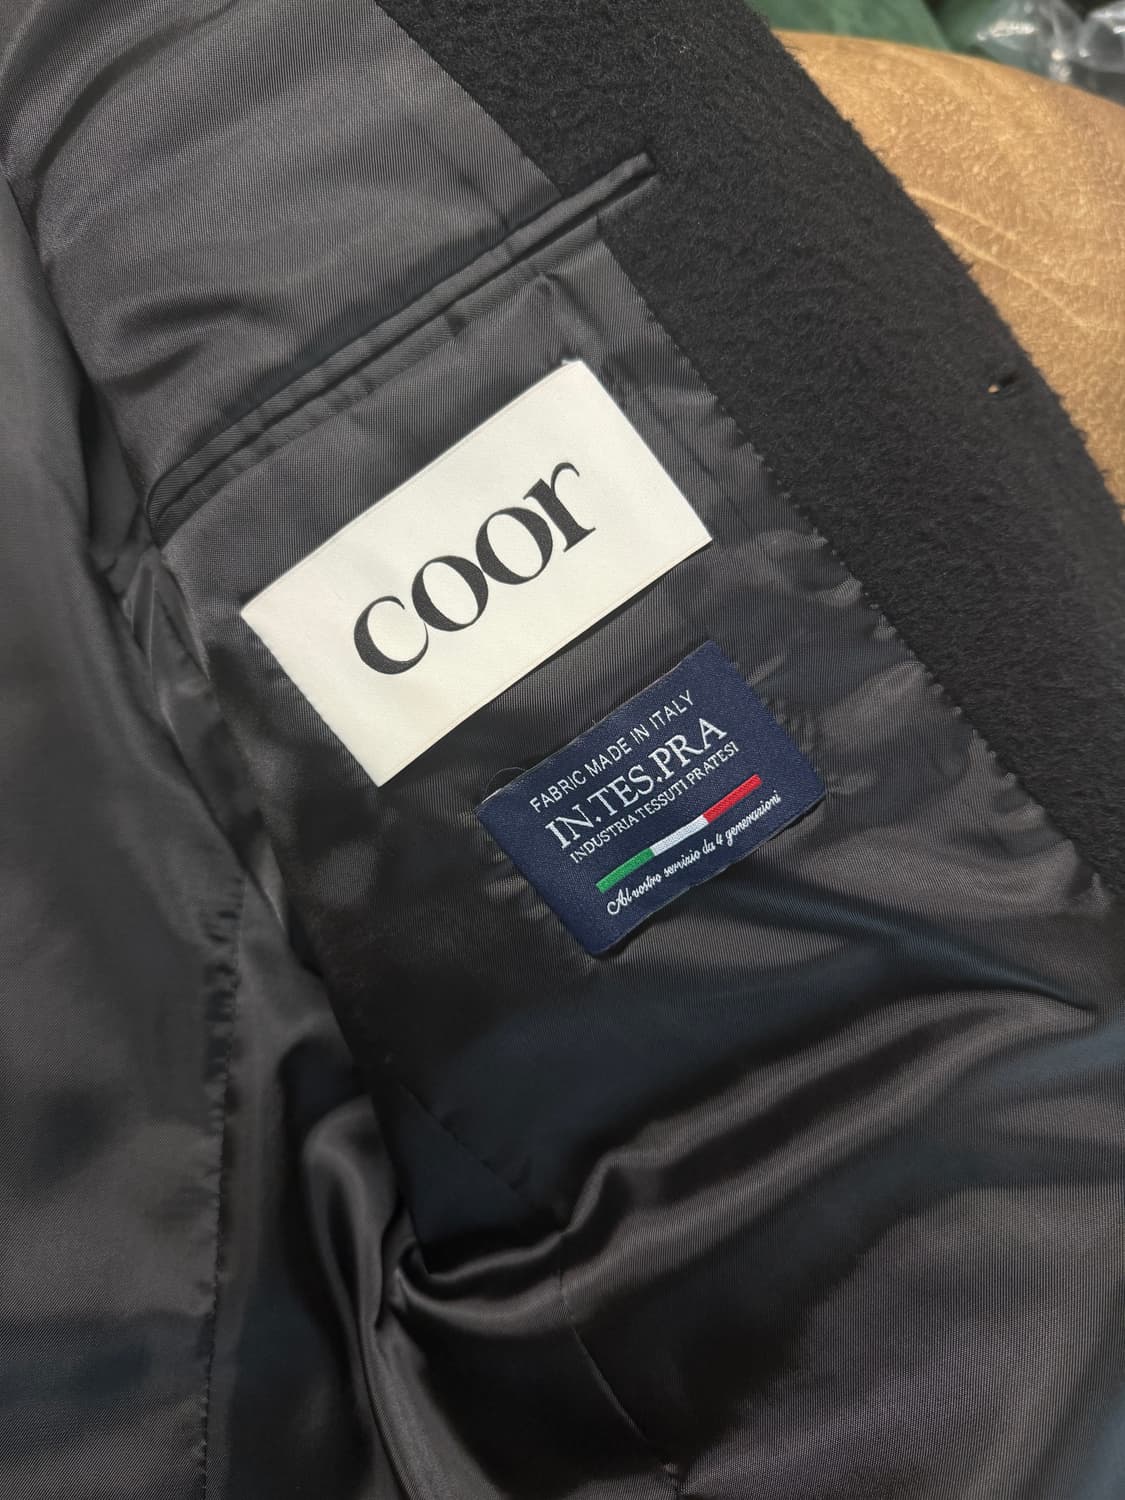 coor
FABRIC MADE IN ITALY
IN.TES.PRA
INDUSTRIA TESSUTI PRATESI
Al vostro servizio da 4 generazioni